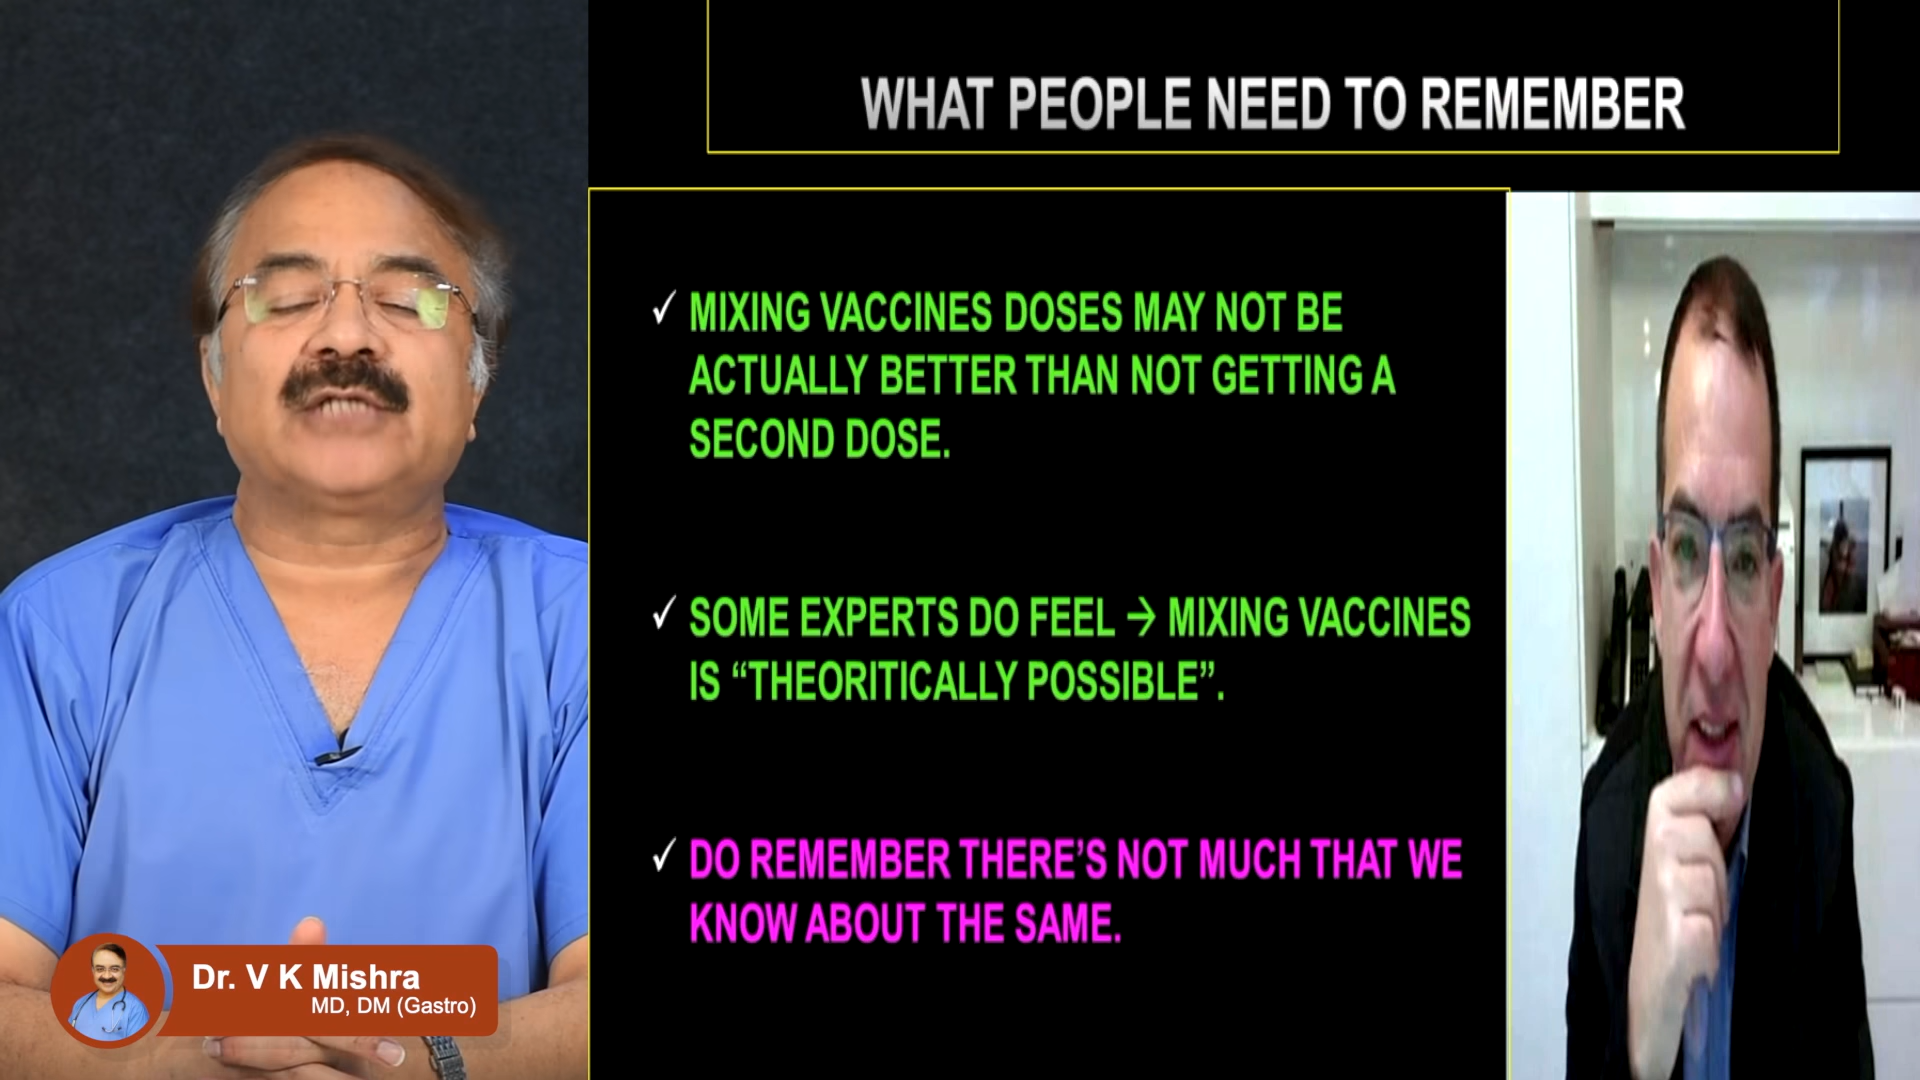 WHAT PEOPLE NEED TO REMEMBER
✓ MIXING VACCINES DOSES MAY NOT BE
ACTUALLY BETTER THAN NOT GETTING A
SECOND DOSE.
✓ SOME EXPERTS DO FEEL → MIXING VACCINES
IS “THEORITICALLY POSSIBLE”.
✓ DO REMEMBER THERE’S NOT MUCH THAT WE
KNOW ABOUT THE SAME.
Dr. V K Mishra
MD, DM (Gastro)